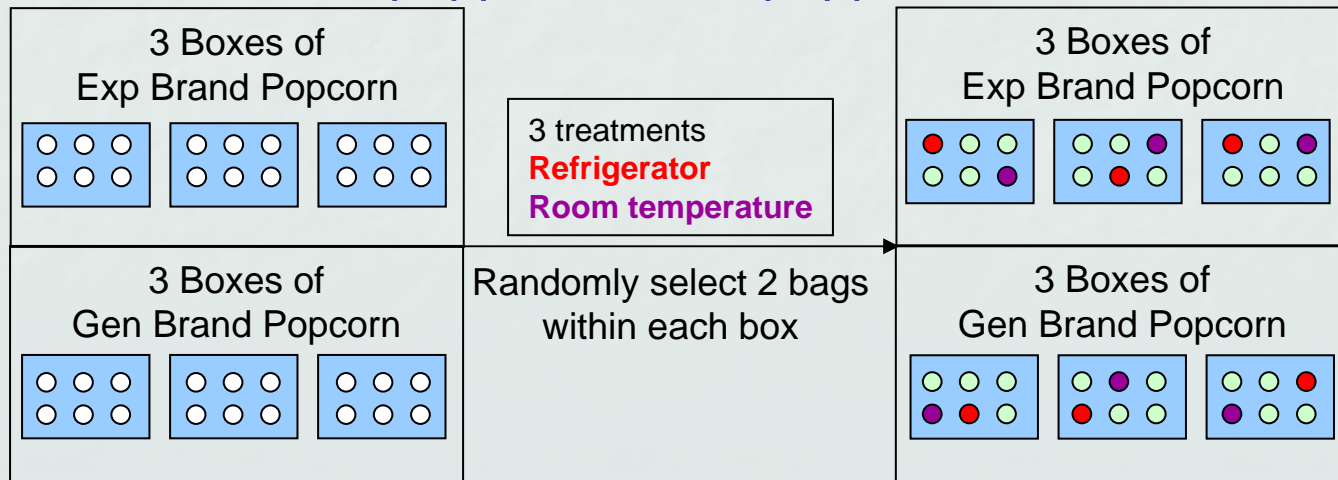 3 Boxes of
Exp Brand Popcorn
3 treatments
Refrigerator
Room temperature
3 Boxes of
Exp Brand Popcorn
3 Boxes of
Gen Brand Popcorn
Randomly select 2 bags
within each box
3 Boxes of
Gen Brand Popcorn